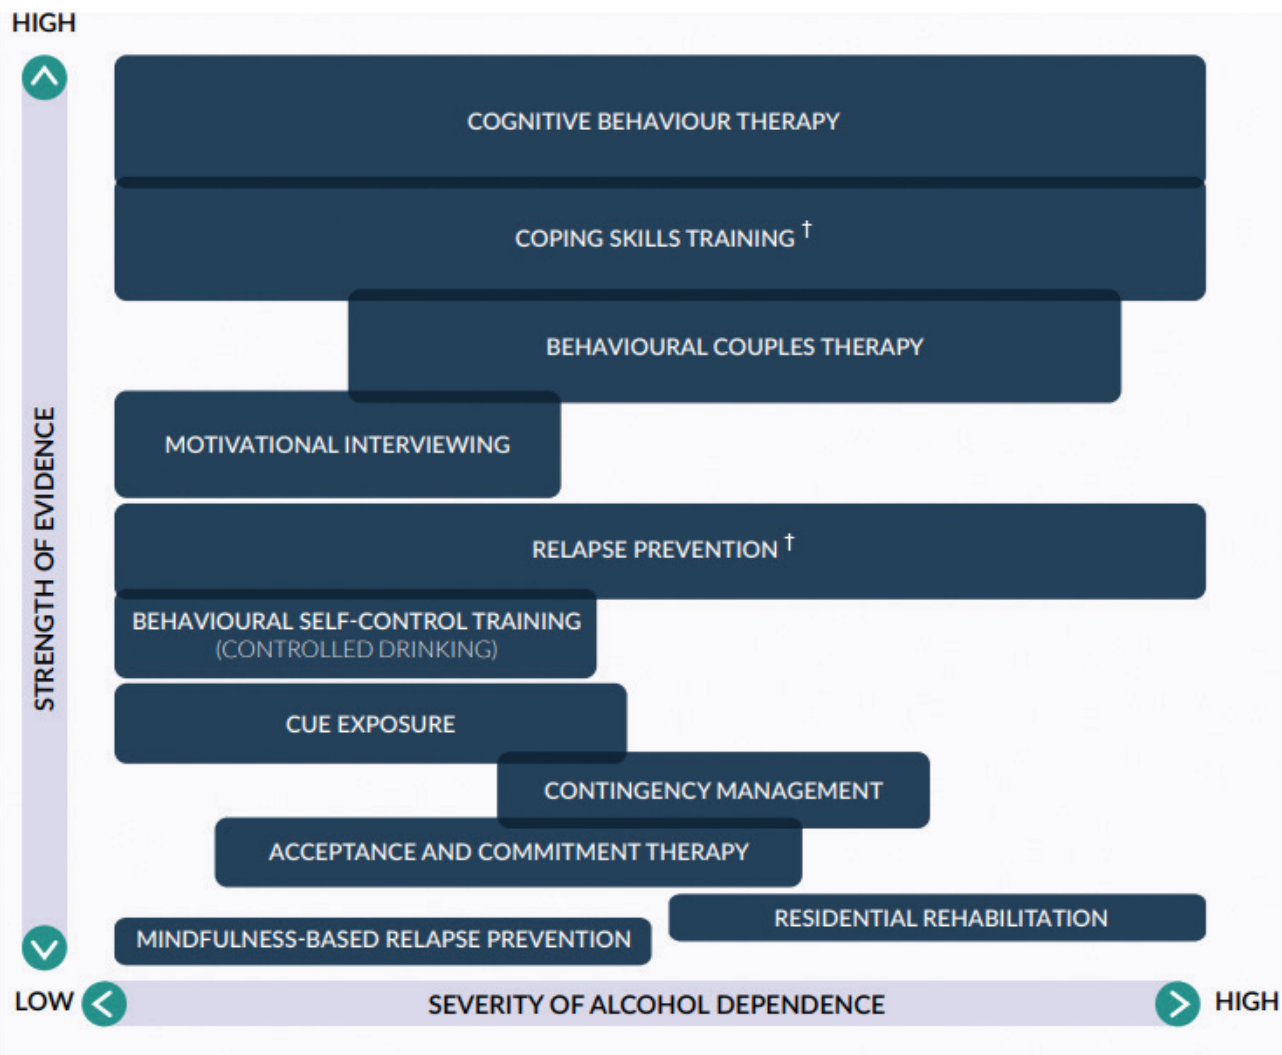 HIGH
COGNITIVE BEHAVIOUR THERAPY
COPING SKILLS TRAINING †
BEHAVIOURAL COUPLES THERAPY
MOTIVATIONAL INTERVIEWING
RELAPSE PREVENTION †
BEHAVIOURAL SELF-CONTROL TRAINING
(CONTROLLED DRINKING)
CUE EXPOSURE
CONTINGENCY MANAGEMENT
ACCEPTANCE AND COMMITMENT THERAPY
RESIDENTIAL REHABILITATION
MINDFULNESS-BASED RELAPSE PREVENTION
STRENGTH OF EVIDENCE
LOW
SEVERITY OF ALCOHOL DEPENDENCE
HIGH